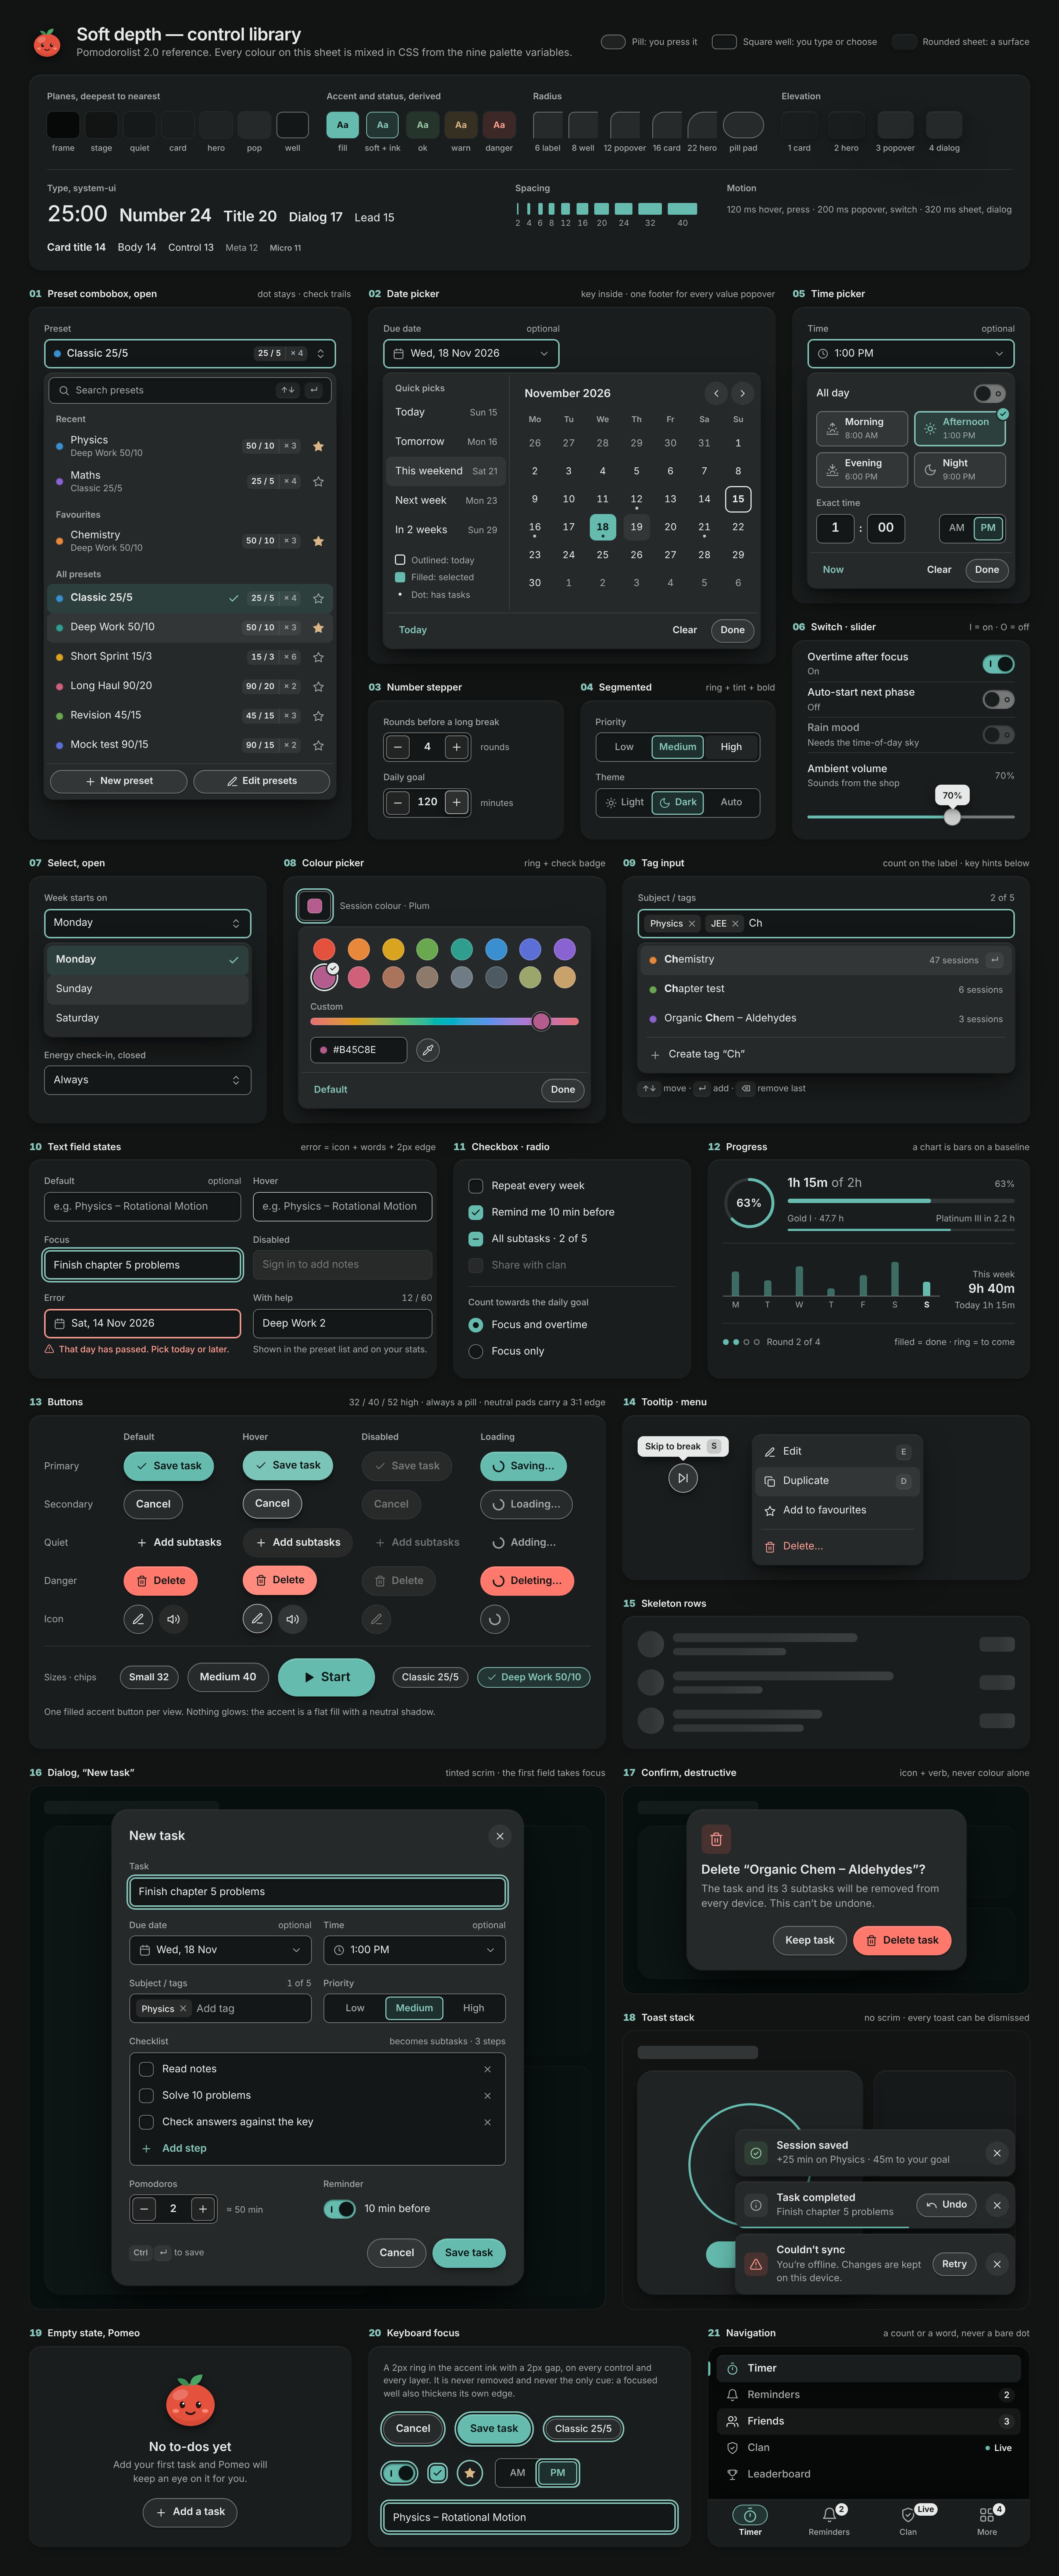 Soft depth — control library
Pomodorolist 2.0 reference. Every colour on this sheet is mixed in CSS from the nine palette variables.
Pill: you press it
Square well: you type or choose
Rounded sheet: a surface
Planes, deepest to nearest
frame stage quiet card hero pop well
Accent and status, derived
Aa Aa Aa Aa Aa
fill soft + ink ok warn danger
Radius
6 label 8 well 12 popover 16 card 22 hero pill pad
Elevation
1 card 2 hero 3 popover 4 dialog
Type, system-ui
25:00 Number 24 Title 20 Dialog 17 Lead 15
Card title 14 Body 14 Control 13 Meta 12 Micro 11
Spacing
2 4 6 8 12 16 20 24 32 40
Motion
120 ms hover, press · 200 ms popover, switch · 320 ms sheet, dialog
01 Preset combobox, open
dot stays · check trails
Preset
Classic 25/5 25 / 5 × 4
Search presets ↑↓ ↵
Recent
Physics 50 / 10 × 3
Deep Work 50/10
Maths 25 / 5 × 4
Classic 25/5
Favourites
Chemistry 50 / 10 × 3
Deep Work 50/10
All presets
Classic 25/5 25 / 5 × 4
Deep Work 50/10 50 / 10 × 3
Short Sprint 15/3 15 / 3 × 6
Long Haul 90/20 90 / 20 × 2
Revision 45/15 45 / 15 × 3
Mock test 90/15 90 / 15 × 2
New preset
Edit presets
02 Date picker
key inside · one footer for every value popover
Due date optional
Wed, 18 Nov 2026
Quick picks
Today Sun 15
Tomorrow Mon 16
This weekend Sat 21
Next week Mon 23
In 2 weeks Sun 29
Outlined: today
Filled: selected
Dot: has tasks
November 2026
Mo Tu We Th Fr Sa Su
26 27 28 29 30 31 1
2 3 4 5 6 7 8
9 10 11 12 13 14 15
16 17 18 19 20 21 22
23 24 25 26 27 28 29
30 1 2 3 4 5 6
Today Clear Done
05 Time picker
Time optional
1:00 PM
All day
Morning
8:00 AM
Afternoon
1:00 PM
Evening
6:00 PM
Night
9:00 PM
Exact time
1 : 00 AM PM
Now Clear Done
03 Number stepper
Rounds before a long break
− 4 + rounds
Daily goal
− 120 + minutes
04 Segmented
ring + tint + bold
Priority
Low Medium High
Theme
Light Dark Auto
06 Switch · slider
I = on · O = off
Overtime after focus
On
Auto-start next phase
Off
Rain mood
Needs the time-of-day sky
Ambient volume 70%
Sounds from the shop
70%
07 Select, open
Week starts on
Monday
Monday
Sunday
Saturday
Energy check-in, closed
Always
08 Colour picker
ring + check badge
Session colour · Plum
Custom
#B45C8E
Default Done
09 Tag input
count on the label · key hints below
Subject / tags 2 of 5
Physics JEE Ch
Chemistry 47 sessions ↵
Chapter test 6 sessions
Organic Chem – Aldehydes 3 sessions
Create tag “Ch”
↑↓ move · ↵ add · ⌫ remove last
10 Text field states
error = icon + words + 2px edge
Default optional
e.g. Physics – Rotational Motion
Hover
e.g. Physics – Rotational Motion
Focus
Finish chapter 5 problems
Disabled
Sign in to add notes
Error
Sat, 14 Nov 2026
That day has passed. Pick today or later.
With help 12 / 60
Deep Work 2
Shown in the preset list and on your stats.
11 Checkbox · radio
Repeat every week
Remind me 10 min before
All subtasks · 2 of 5
Share with clan
Count towards the daily goal
Focus and overtime
Focus only
12 Progress
a chart is bars on a baseline
63%
1h 15m of 2h 63%
Gold I · 47.7 h Platinum III in 2.2 h
M T W T F S S
This week
9h 40m
Today 1h 15m
Round 2 of 4
filled = done · ring = to come
13 Buttons
32 / 40 / 52 high · always a pill · neutral pads carry a 3:1 edge
Default Hover Disabled Loading
Primary Save task Save task Save task Saving…
Secondary Cancel Cancel Cancel Loading…
Quiet + Add subtasks + Add subtasks + Add subtasks Adding…
Danger Delete Delete Delete Deleting…
Icon
Sizes · chips Small 32 Medium 40 Start Classic 25/5 Deep Work 50/10
One filled accent button per view. Nothing glows: the accent is a flat fill with a neutral shadow.
14 Tooltip · menu
Skip to break S
Edit E
Duplicate D
Add to favourites
Delete…
15 Skeleton rows
16 Dialog, “New task”
tinted scrim · the first field takes focus
New task
Task
Finish chapter 5 problems
Due date optional
Wed, 18 Nov
Time optional
1:00 PM
Subject / tags 1 of 5
Physics Add tag
Priority
Low Medium High
Checklist becomes subtasks · 3 steps
Read notes
Solve 10 problems
Check answers against the key
Add step
Pomodoros
− 2 + ≈ 50 min
Reminder
10 min before
Ctrl ↵ to save
Cancel Save task
17 Confirm, destructive
icon + verb, never colour alone
Delete “Organic Chem – Aldehydes”?
The task and its 3 subtasks will be removed from
every device. This can’t be undone.
Keep task Delete task
18 Toast stack
no scrim · every toast can be dismissed
Session saved
+25 min on Physics · 45m to your goal
Task completed
Finish chapter 5 problems
Undo
Couldn’t sync
You’re offline. Changes are kept
on this device.
Retry
19 Empty state, Pomeo
No to-dos yet
Add your first task and Pomeo will
keep an eye on it for you.
Add a task
20 Keyboard focus
A 2px ring in the accent ink with a 2px gap, on every control and
every layer. It is never removed and never the only cue: a focused
well also thickens its own edge.
Cancel Save task Classic 25/5
AM PM
Physics – Rotational Motion
21 Navigation
a count or a word, never a bare dot
Timer
Reminders 2
Friends 3
Clan Live
Leaderboard
2 Live 4
Timer Reminders Clan More